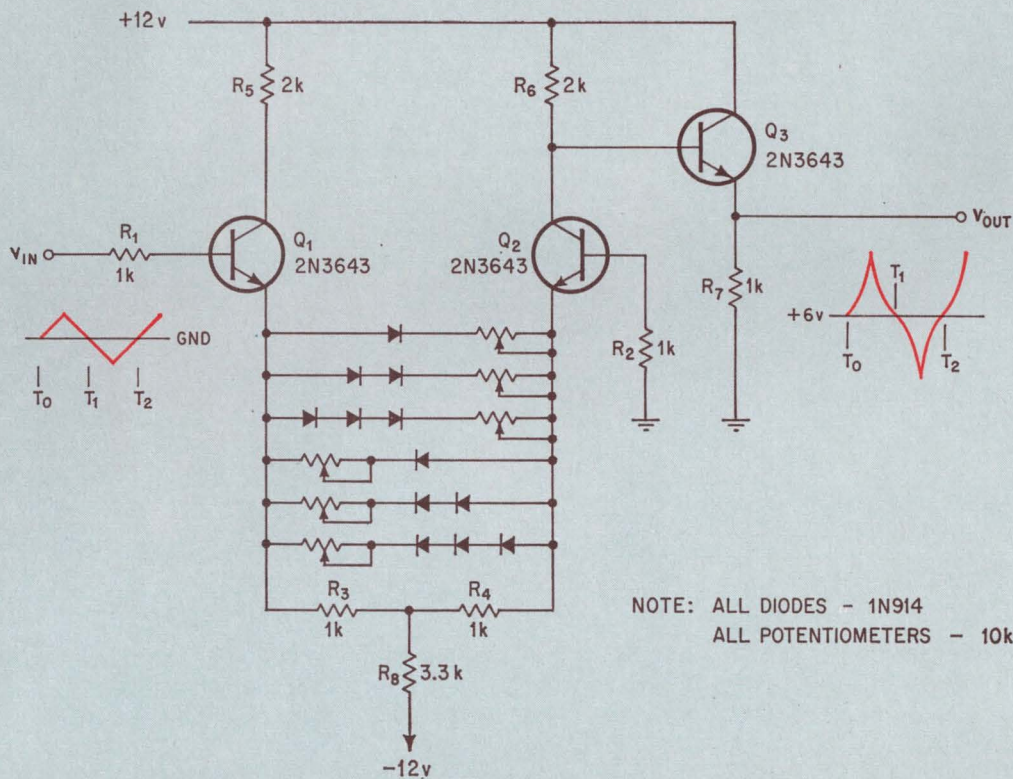 +12v
R5
2k
R6
2k
Q3
2N3643
VIN
R1
1k
Q1
2N3643
Q2
2N3643
VOUT
GND
T0
T1
T2
R2
1k
R7
1k
+6v
T1
T0
T2
R3
1k
R4
1k
R8
3.3k
-12v
NOTE: ALL DIODES - 1N914
ALL POTENTIOMETERS - 10k